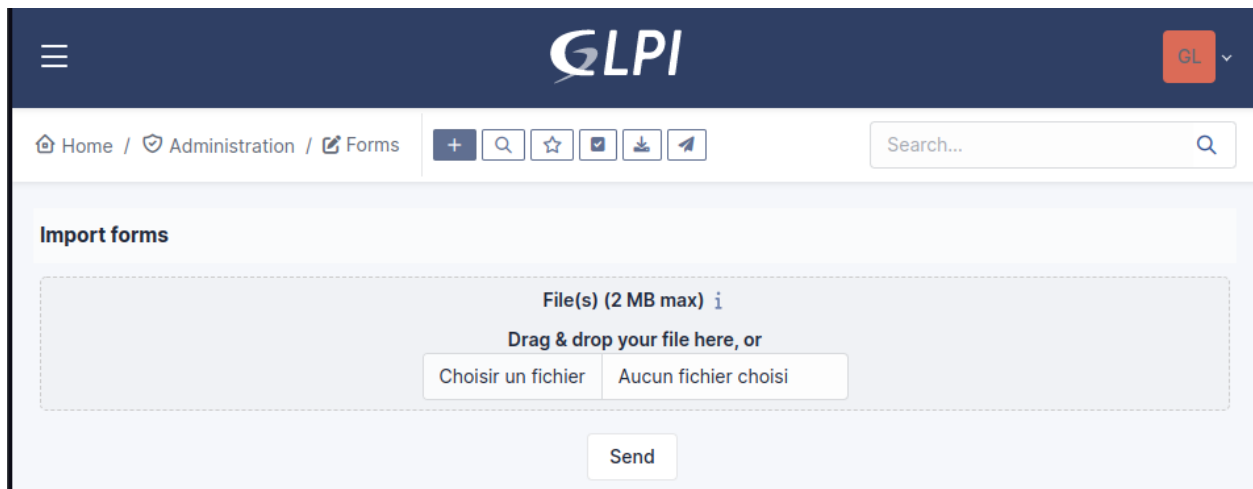 GLPI
GL
Home / Administration / Forms
Search...
Import forms
File(s) (2 MB max) i
Drag & drop your file here, or
Choisir un fichier Aucun fichier choisi
Send